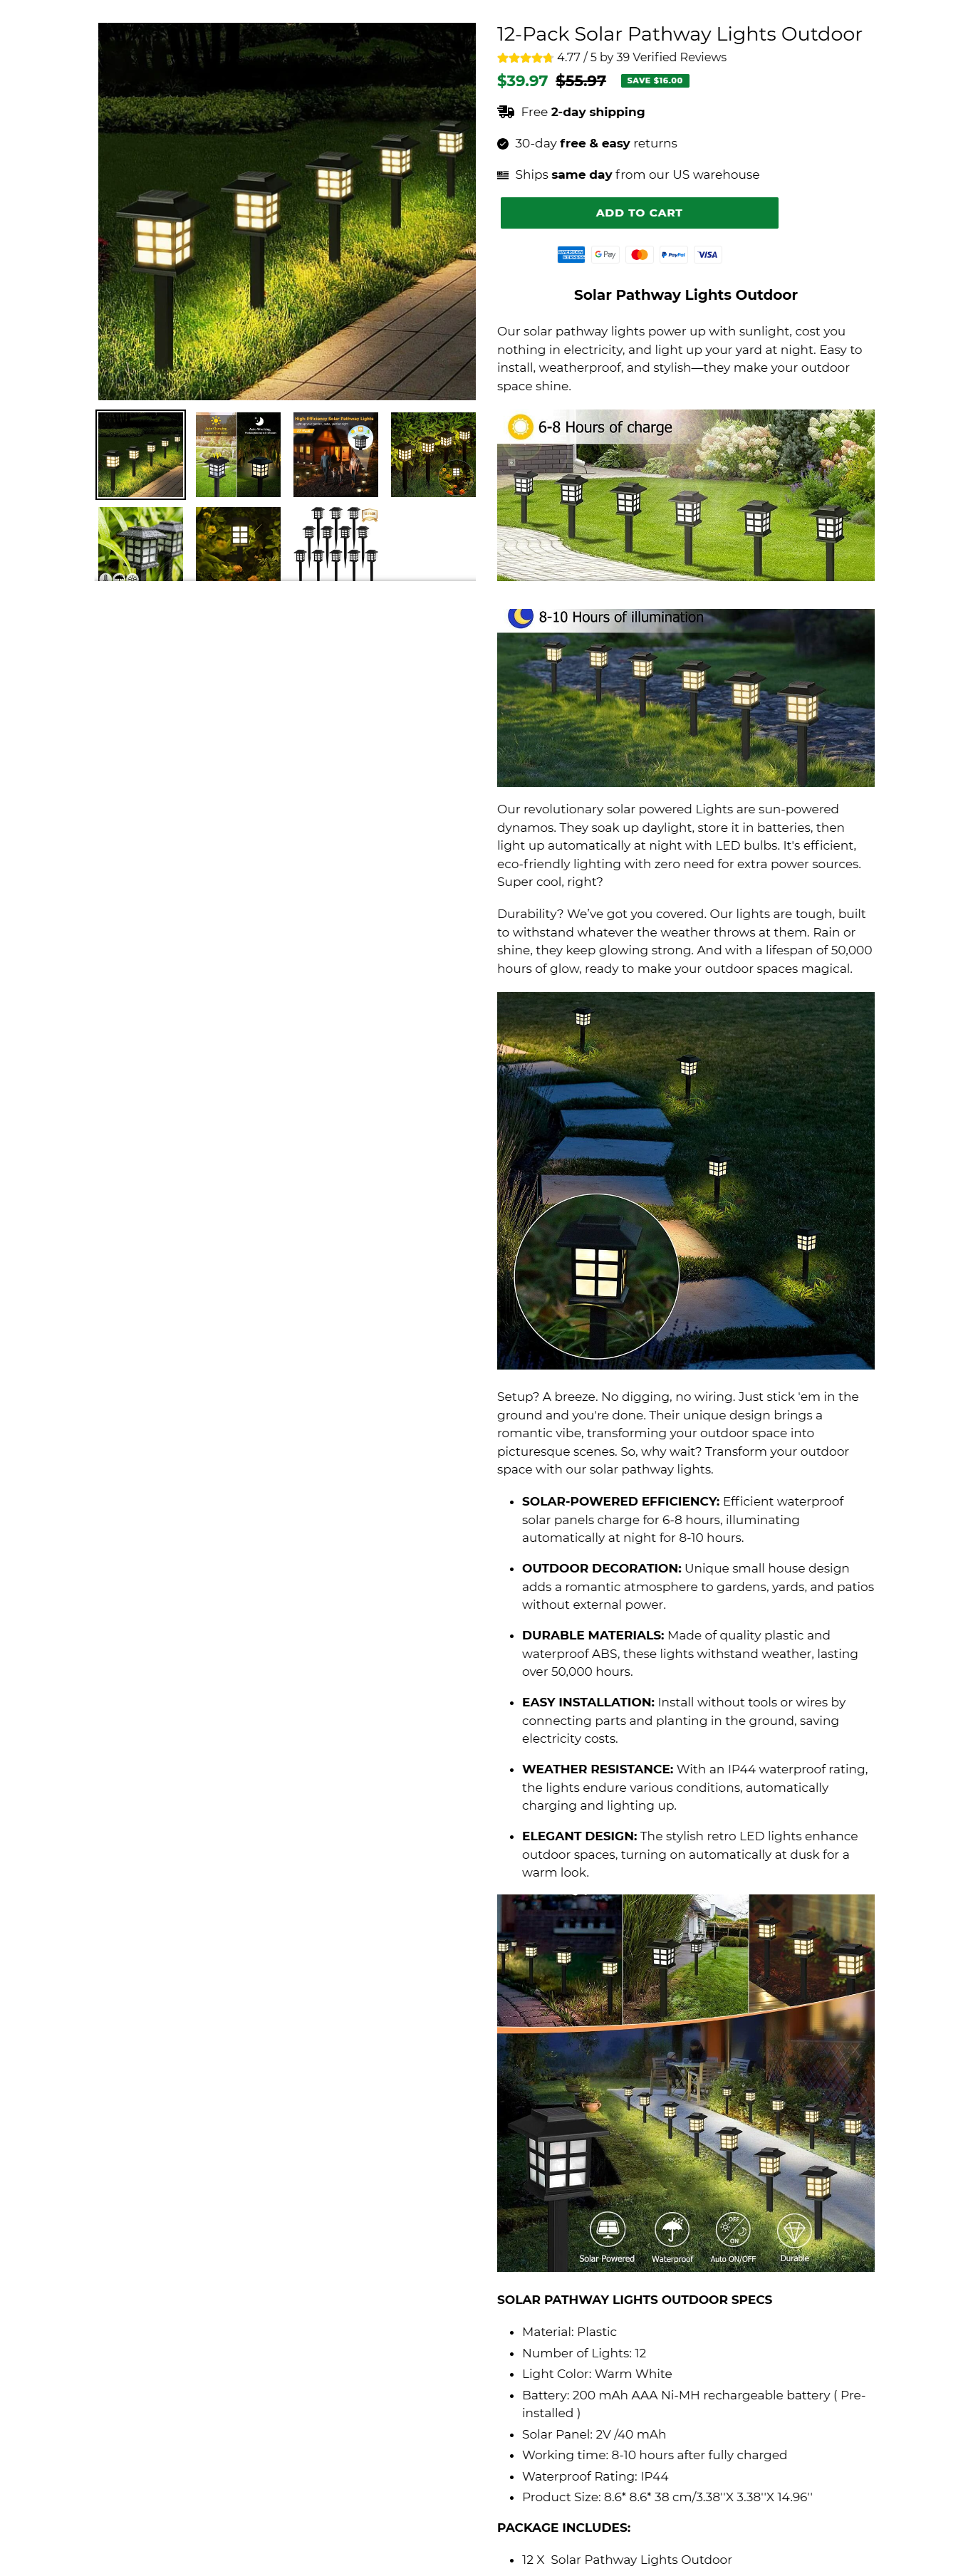 12-Pack Solar Pathway Lights Outdoor
4.77 / 5 by 39 Verified Reviews
$39.97 $55.97 SAVE $16.00
Free 2-day shipping
30-day free & easy returns
Ships same day from our US warehouse
ADD TO CART
AMERICAN EXPRESS G Pay PayPal VISA
Solar Pathway Lights Outdoor
Our solar pathway lights power up with sunlight, cost you
nothing in electricity, and light up your yard at night. Easy to
install, weatherproof, and stylish—they make your outdoor
space shine.
High-Efficiency Solar Pathway Lights
6-8 Hours of charge
8-10 Hours of illumination
Our revolutionary solar powered Lights are sun-powered
dynamos. They soak up daylight, store it in batteries, then
light up automatically at night with LED bulbs. It's efficient,
eco-friendly lighting with zero need for extra power sources.
Super cool, right?
Durability? We’ve got you covered. Our lights are tough, built
to withstand whatever the weather throws at them. Rain or
shine, they keep glowing strong. And with a lifespan of 50,000
hours of glow, ready to make your outdoor spaces magical.
Setup? A breeze. No digging, no wiring. Just stick 'em in the
ground and you're done. Their unique design brings a
romantic vibe, transforming your outdoor space into
picturesque scenes. So, why wait? Transform your outdoor
space with our solar pathway lights.
SOLAR-POWERED EFFICIENCY: Efficient waterproof
solar panels charge for 6-8 hours, illuminating
automatically at night for 8-10 hours.
OUTDOOR DECORATION: Unique small house design
adds a romantic atmosphere to gardens, yards, and patios
without external power.
DURABLE MATERIALS: Made of quality plastic and
waterproof ABS, these lights withstand weather, lasting
over 50,000 hours.
EASY INSTALLATION: Install without tools or wires by
connecting parts and planting in the ground, saving
electricity costs.
WEATHER RESISTANCE: With an IP44 waterproof rating,
the lights endure various conditions, automatically
charging and lighting up.
ELEGANT DESIGN: The stylish retro LED lights enhance
outdoor spaces, turning on automatically at dusk for a
warm look.
OFF
ON
Solar Powered Waterproof Auto ON/OFF Durable
SOLAR PATHWAY LIGHTS OUTDOOR SPECS
Material: Plastic
Number of Lights: 12
Light Color: Warm White
Battery: 200 mAh AAA Ni-MH rechargeable battery ( Pre-
installed )
Solar Panel: 2V /40 mAh
Working time: 8-10 hours after fully charged
Waterproof Rating: IP44
Product Size: 8.6* 8.6* 38 cm/3.38''X 3.38''X 14.96''
PACKAGE INCLUDES:
12 X  Solar Pathway Lights Outdoor